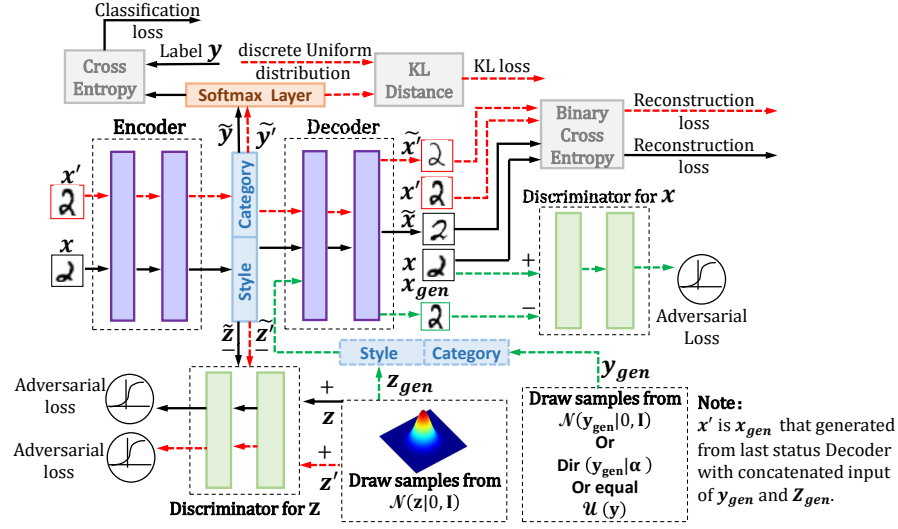 Classification
loss
Label y
Cross
Entropy
discrete Uniform
distribution
Softmax Layer
KL
Distance
KL loss
Binary
Cross
Entropy
Reconstruction
loss
Reconstruction
loss
Encoder
ỹ
ỹ′
Decoder
x̃′
x′
x̃
x
x_gen
x′
x
Category
Style
Discriminator for x
+
−
Adversarial
Loss
z̃
−
z̃′
−
Style
Category
z_gen
y_gen
Adversarial
loss
Adversarial
loss
+
z
+
z′
Discriminator for Z
Draw samples from
𝒩(z|0, I)
Draw samples from
𝒩(y_gen|0, I)
Or
Dir (y_gen|α)
Or equal
𝒰 (y)
Note:
x′ is x_gen that generated
from last status Decoder
with concatenated input
of y_gen and Z_gen.